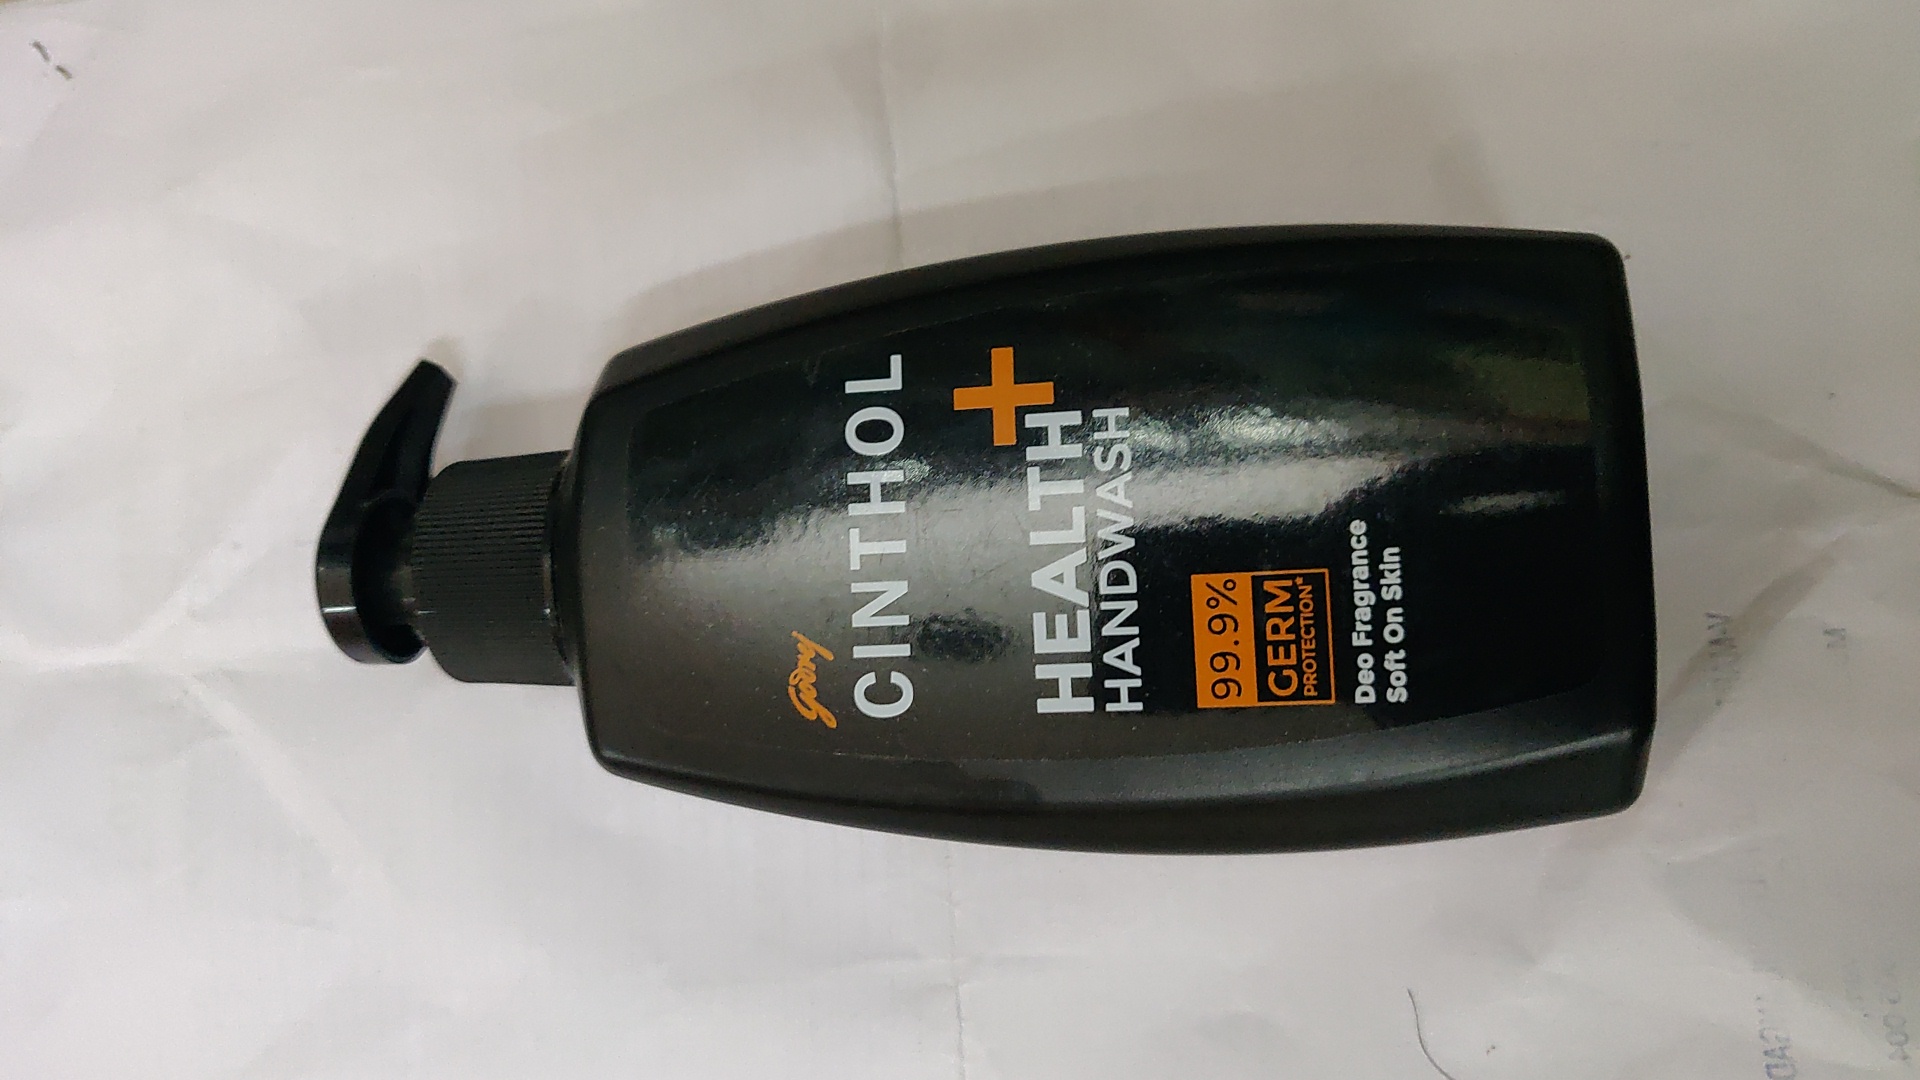 Godrej
CINTHOL
HEALTH+
HANDWASH
99.9%
GERM
PROTECTION*
Deo Fragrance
Soft On Skin